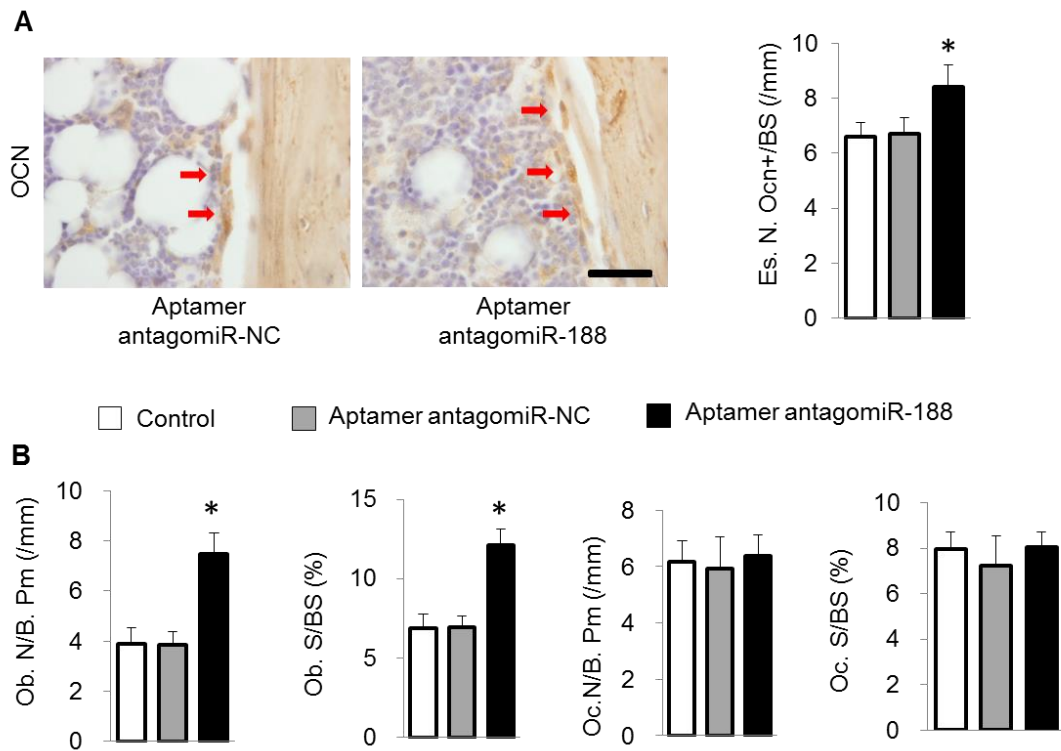 A
OCN
Aptamer
antagomiR-NC
Aptamer
antagomiR-188
Es. N. Ocn+/BS (/mm)
10
8
6
4
2
0
*
Control
Aptamer antagomiR-NC
Aptamer antagomiR-188
B
Ob. N/B. Pm (/mm)
10
8
6
4
2
0
*
Ob. S/BS (%)
15
10
5
0
*
Oc.N/B. Pm (/mm)
8
6
4
2
0
Oc. S/BS (%)
10
8
6
4
2
0